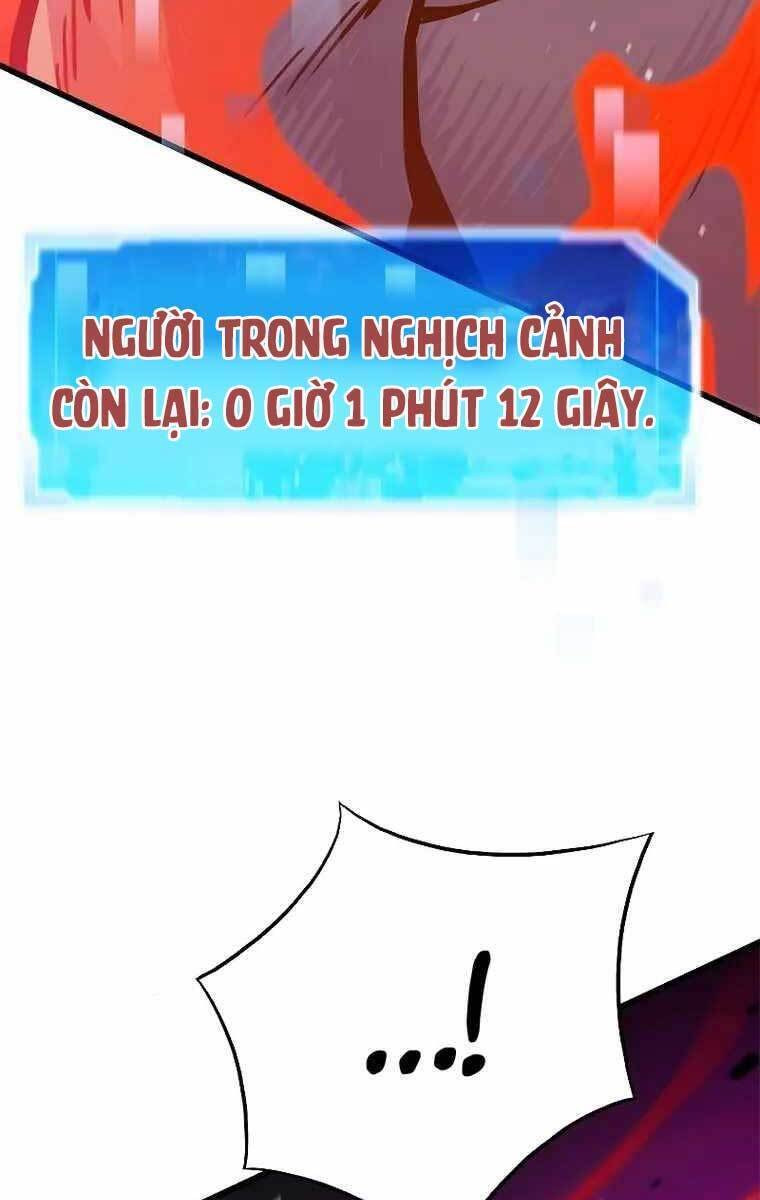 NGƯỜI TRONG NGHỊCH CẢNH
CÒN LẠI: 0 GIỜ 1 PHÚT 12 GIÂY.
.....!